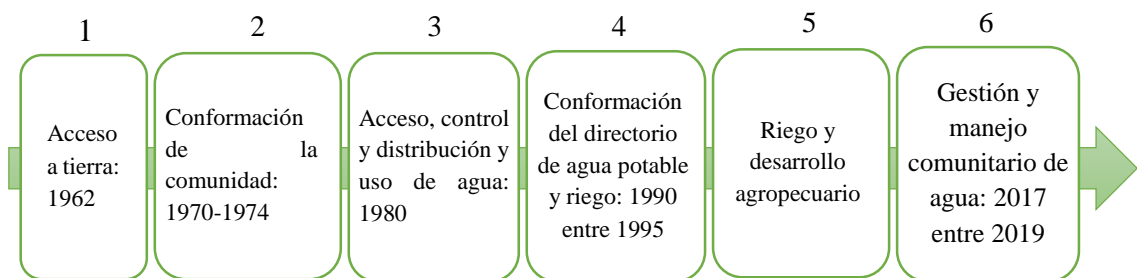 1
Acceso
a tierra:
1962
2
Conformación
de la
comunidad:
1970-1974
3
Acceso, control
y distribución y
uso de agua:
1980
4
Conformación
del directorio
de agua potable
y riego: 1990
entre 1995
5
Riego y
desarrollo
agropecuario
6
Gestión y
manejo
comunitario de
agua: 2017
entre 2019